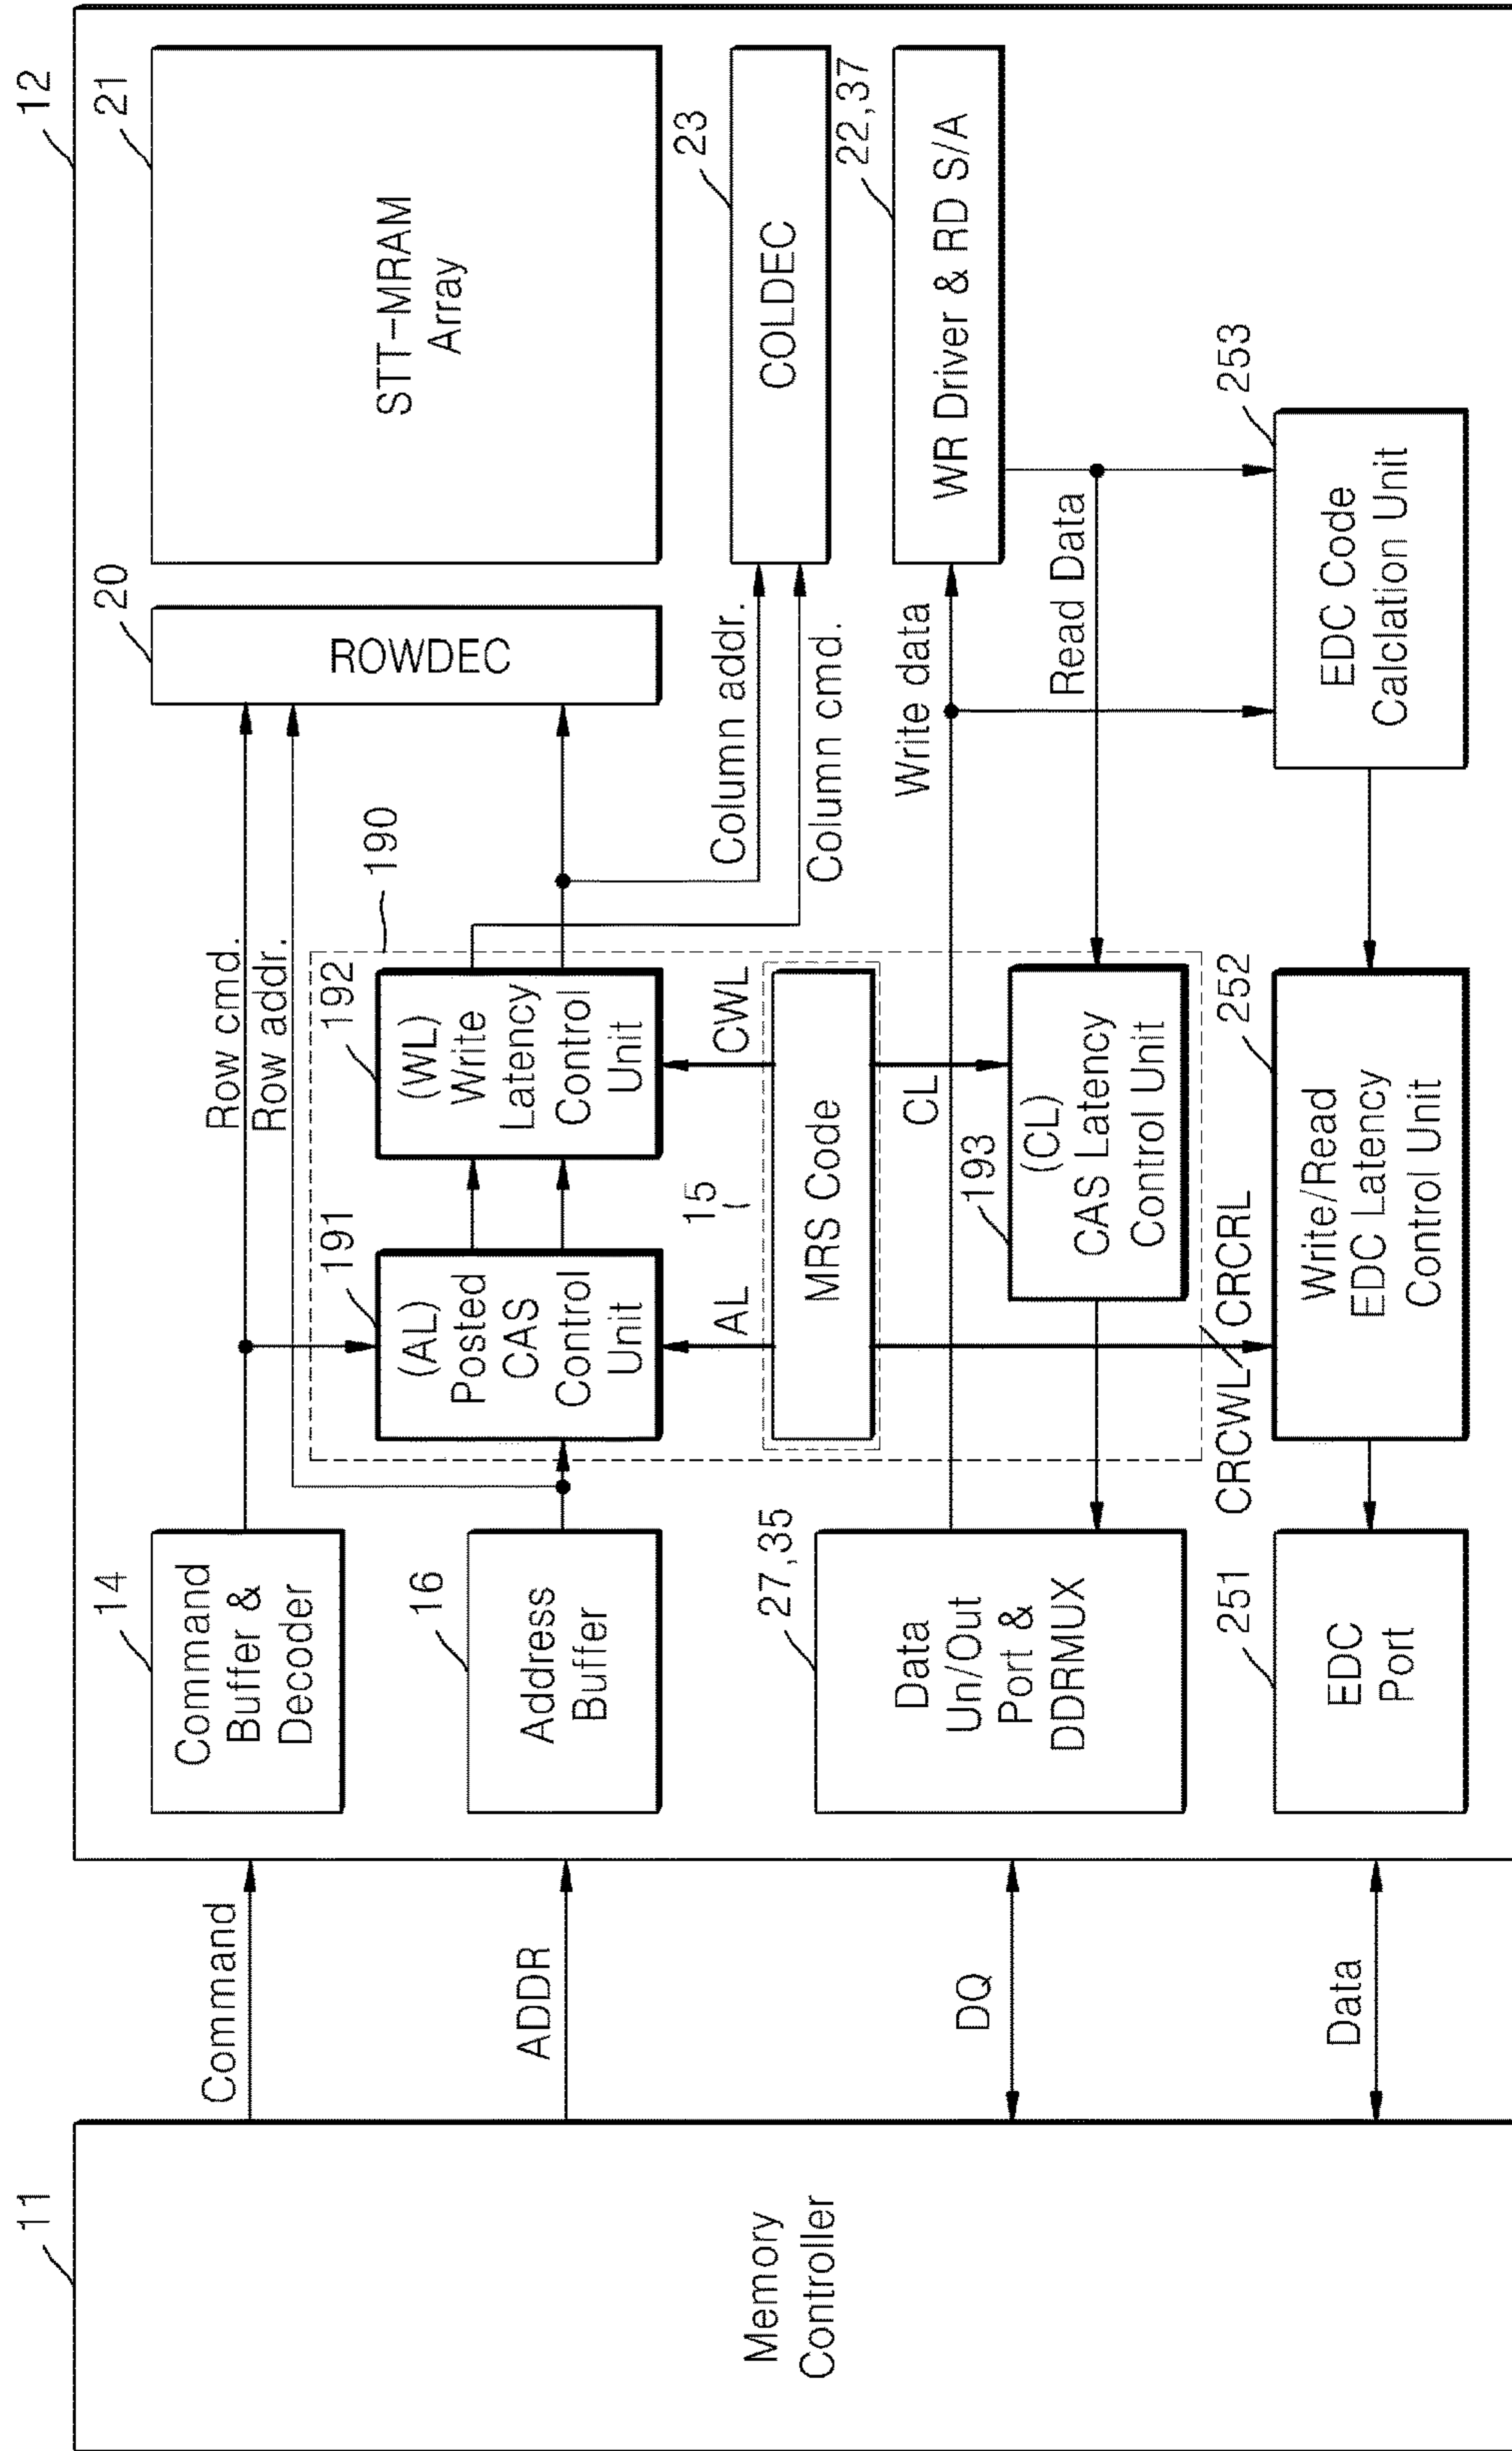 11
Memory
Controller
Command
ADDR
DQ
Data
12
14
Command
Buffer &
Decoder
16
Address
Buffer
27,35
Data
Un/Out
Port &
DDRMUX
251
EDC
Port
Row cmd.
Row addr.
190
191
(AL)
Posted
CAS
Control
Unit
192
(WL)
Write
Latency
Control
Unit
AL
CWL
15
MRS Code
CL
193
(CL)
CAS Latency
Control Unit
CRCWL/CRCRL
252
Write/Read
EDC Latency
Control Unit
20
ROWDEC
21
STT-MRAM
Array
Column addr.
Column cmd.
23
COLDEC
Write data
22,37
WR Driver & RD S/A
Read Data
253
EDC Code
Calclation Unit